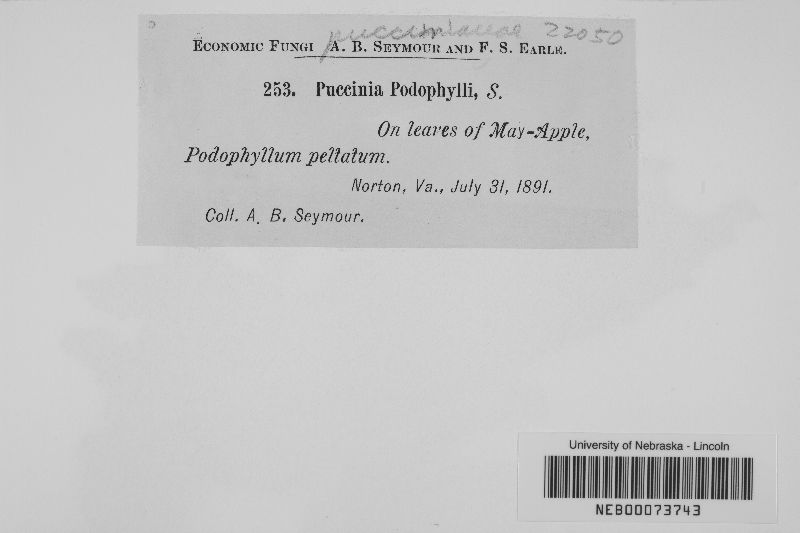 pucciniaceae 22050
ECONOMIC FUNGI A. B. SEYMOUR AND F. S. EARLE.
253. Puccinia Podophylli, S.
On leaves of May-Apple,
Podophyllum peltatum.
Norton, Va., July 31, 1891.
Coll. A. B. Seymour.
University of Nebraska - Lincoln
NEB00073743